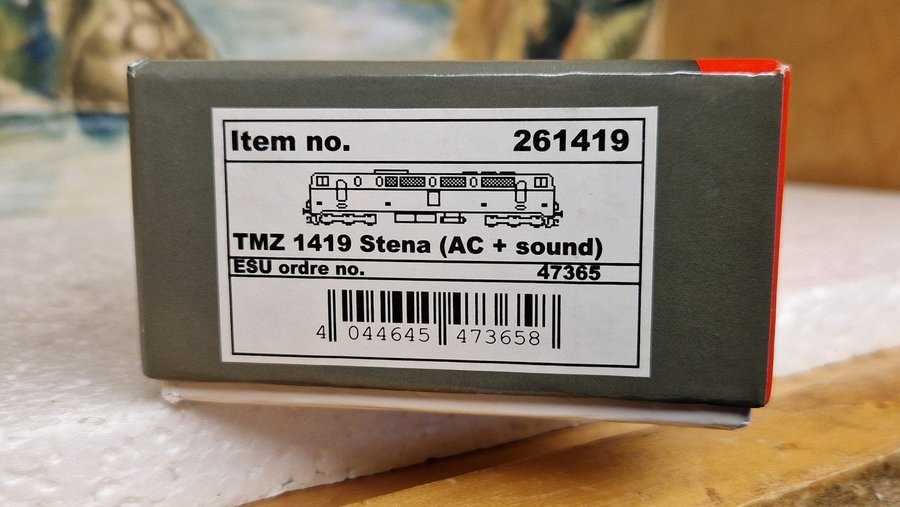 Item no. 261419
TMZ 1419 Stena (AC + sound)
ESU ordre no. 47365
4 044645 473658